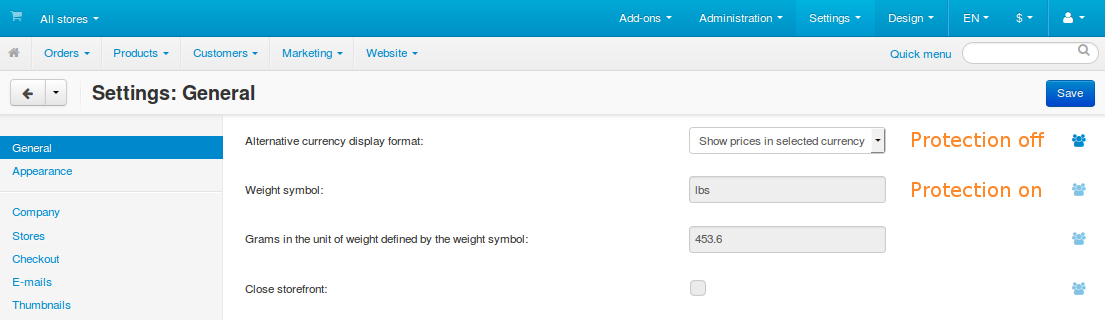 All stores Add-ons Administration Settings Design EN $
Orders Products Customers Marketing Website Quick menu
Settings: General Save
General
Appearance
Company
Stores
Checkout
E-mails
Thumbnails
Alternative currency display format: Show prices in selected currency Protection off
Weight symbol: lbs Protection on
Grams in the unit of weight defined by the weight symbol: 453.6
Close storefront: